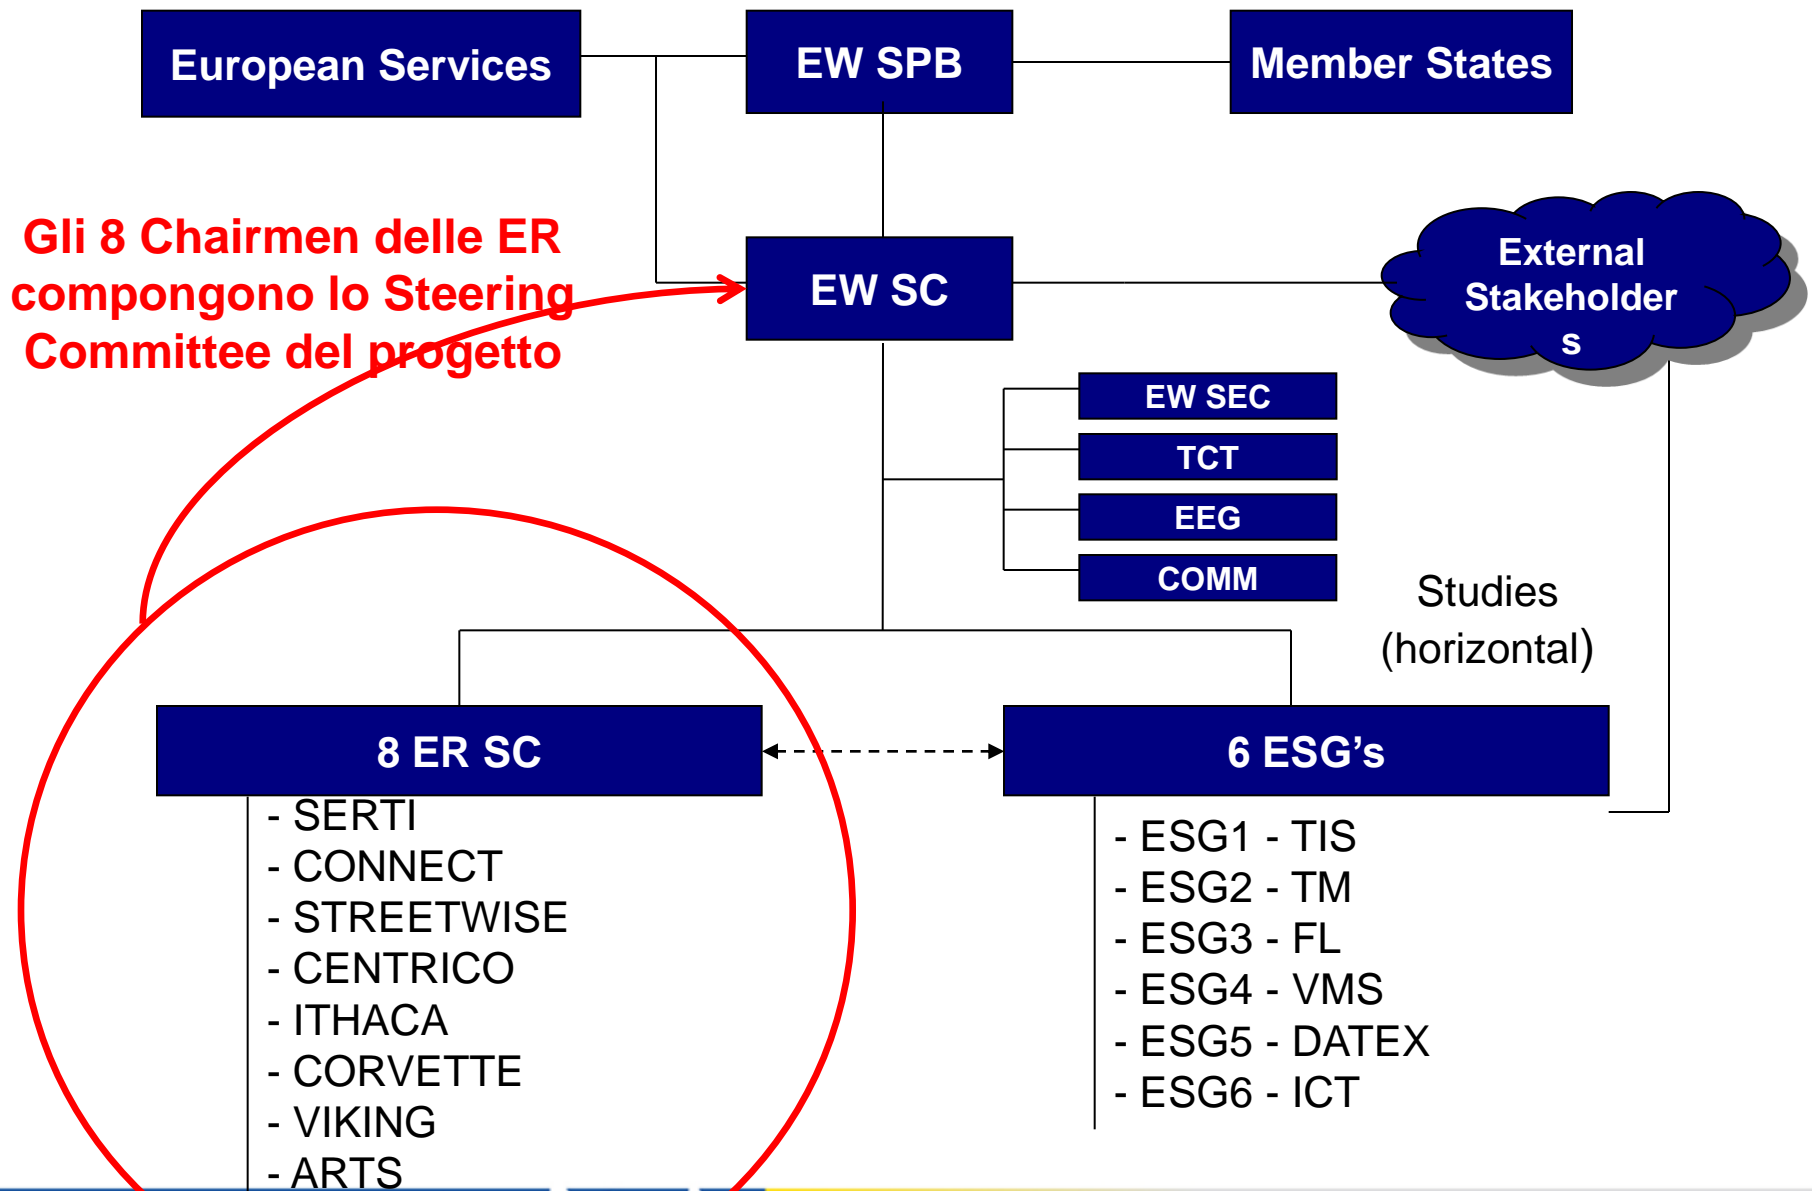 European Services
EW SPB
Member States
Gli 8 Chairmen delle ER
compongono lo Steering
Committee del progetto
EW SC
External
Stakeholder
s
EW SEC
TCT
EEG
COMM
Studies
(horizontal)
8 ER SC
6 ESG’s
- SERTI
- CONNECT
- STREETWISE
- CENTRICO
- ITHACA
- CORVETTE
- VIKING
- ARTS
- ESG1 - TIS
- ESG2 - TM
- ESG3 - FL
- ESG4 - VMS
- ESG5 - DATEX
- ESG6 - ICT